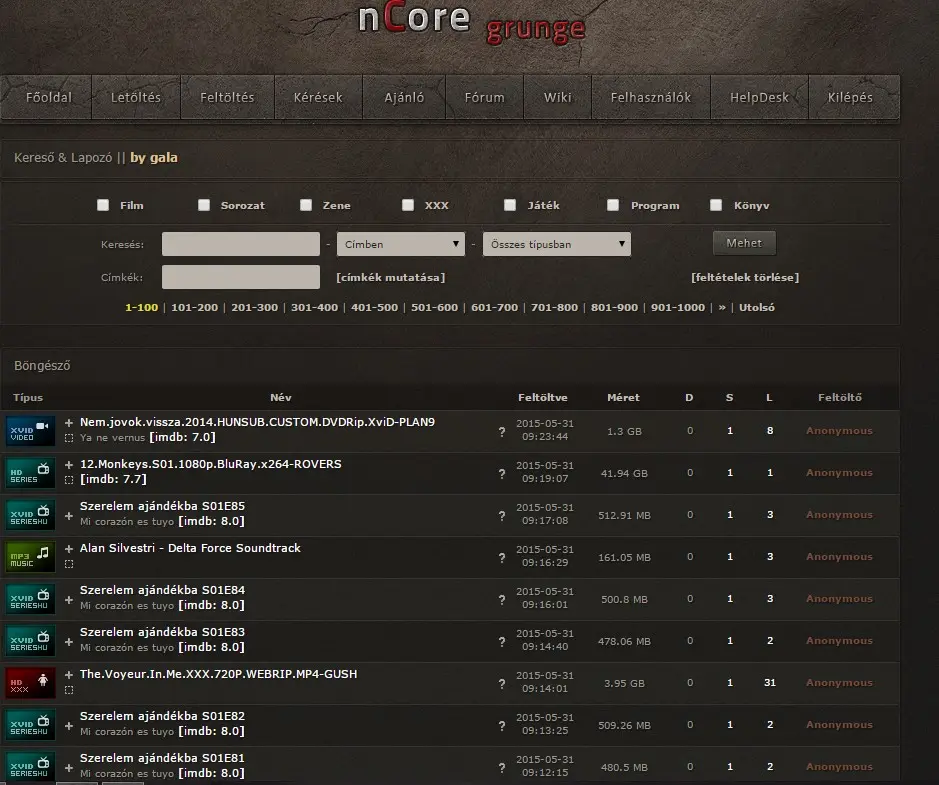 nCore grunge
Főoldal Letöltés Feltöltés Kérések Ajánló Fórum Wiki Felhasználók HelpDesk Kilépés
Kereső & Lapozó || by gala
Film Sorozat Zene XXX Játék Program Könyv
Keresés: - Címben - Összes típusban Mehet
Címkék: [címkék mutatása] [feltételek törlése]
1-100 | 101-200 | 201-300 | 301-400 | 401-500 | 501-600 | 601-700 | 701-800 | 801-900 | 901-1000 | » | Utolsó
Böngésző
Típus Név Feltöltve Méret D S L Feltöltő
XVID VIDEO + Nem.jovok.vissza.2014.HUNSUB.CUSTOM.DVDRip.XviD-PLAN9 ? 2015-05-31 1.3 GB 0 1 8 Anonymous
Ya ne vernus [imdb: 7.0] 09:23:44
HD SERIES + 12.Monkeys.S01.1080p.BluRay.x264-ROVERS ? 2015-05-31 41.94 GB 0 1 1 Anonymous
[imdb: 7.7] 09:19:07
XVID SERIESHU + Szerelem ajándékba S01E85 ? 2015-05-31 512.91 MB 0 1 3 Anonymous
Mi corazón es tuyo [imdb: 8.0] 09:17:08
MP3 MUSIC + Alan Silvestri - Delta Force Soundtrack ? 2015-05-31 161.05 MB 0 1 3 Anonymous
09:16:29
XVID SERIESHU + Szerelem ajándékba S01E84 ? 2015-05-31 500.8 MB 0 1 3 Anonymous
Mi corazón es tuyo [imdb: 8.0] 09:16:01
XVID SERIESHU + Szerelem ajándékba S01E83 ? 2015-05-31 478.06 MB 0 1 2 Anonymous
Mi corazón es tuyo [imdb: 8.0] 09:14:40
HD XXX + The.Voyeur.In.Me.XXX.720P.WEBRIP.MP4-GUSH ? 2015-05-31 3.95 GB 0 1 31 Anonymous
09:14:01
XVID SERIESHU + Szerelem ajándékba S01E82 ? 2015-05-31 509.26 MB 0 1 2 Anonymous
Mi corazón es tuyo [imdb: 8.0] 09:13:25
XVID SERIESHU + Szerelem ajándékba S01E81 ? 2015-05-31 480.5 MB 0 1 2 Anonymous
Mi corazón es tuyo [imdb: 8.0] 09:12:15